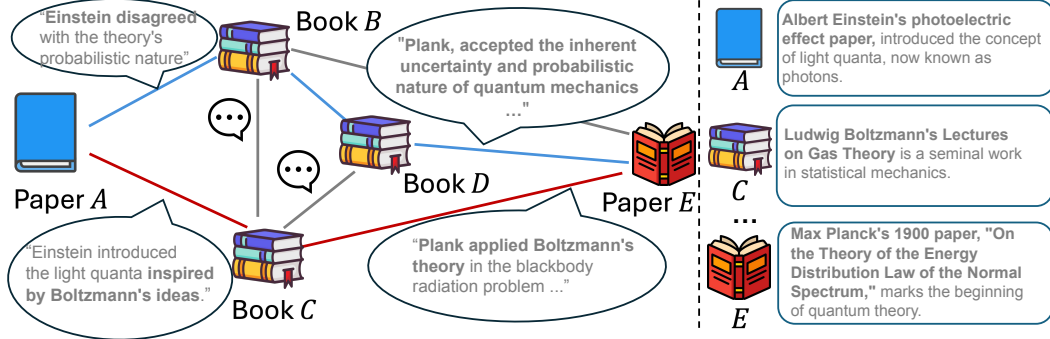 “Einstein disagreed
with the theory's
probabilistic nature”
Book B
"Plank, accepted the inherent
uncertainty and probabilistic
nature of quantum mechanics
..."
Paper A
Book D
Paper E
“Einstein introduced
the light quanta inspired
by Boltzmann's ideas.”
Book C
“Plank applied Boltzmann's
theory in the blackbody
radiation problem ...”
A
Albert Einstein's photoelectric
effect paper, introduced the concept
of light quanta, now known as
photons.
C
Ludwig Boltzmann's Lectures
on Gas Theory is a seminal work
in statistical mechanics.
...
E
Max Planck's 1900 paper, "On
the Theory of the Energy
Distribution Law of the Normal
Spectrum," marks the beginning
of quantum theory.